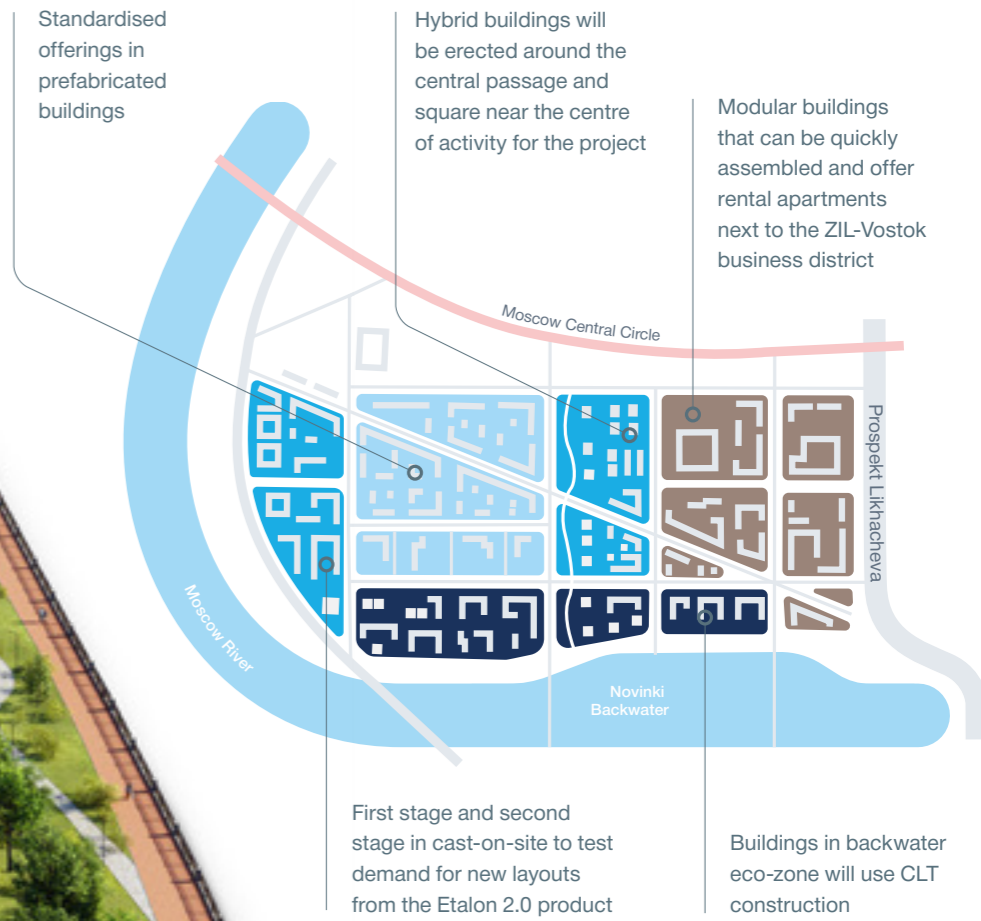 Standardised
offerings in
prefabricated
buildings
Hybrid buildings will
be erected around the
central passage and
square near the centre
of activity for the project
Modular buildings
that can be quickly
assembled and offer
rental apartments
next to the ZIL-Vostok
business district
Moscow Central Circle
Prospekt Likhacheva
Moscow River
Novinki
Backwater
First stage and second
stage in cast-on-site to test
demand for new layouts
from the Etalon 2.0 product
Buildings in backwater
eco-zone will use CLT
construction